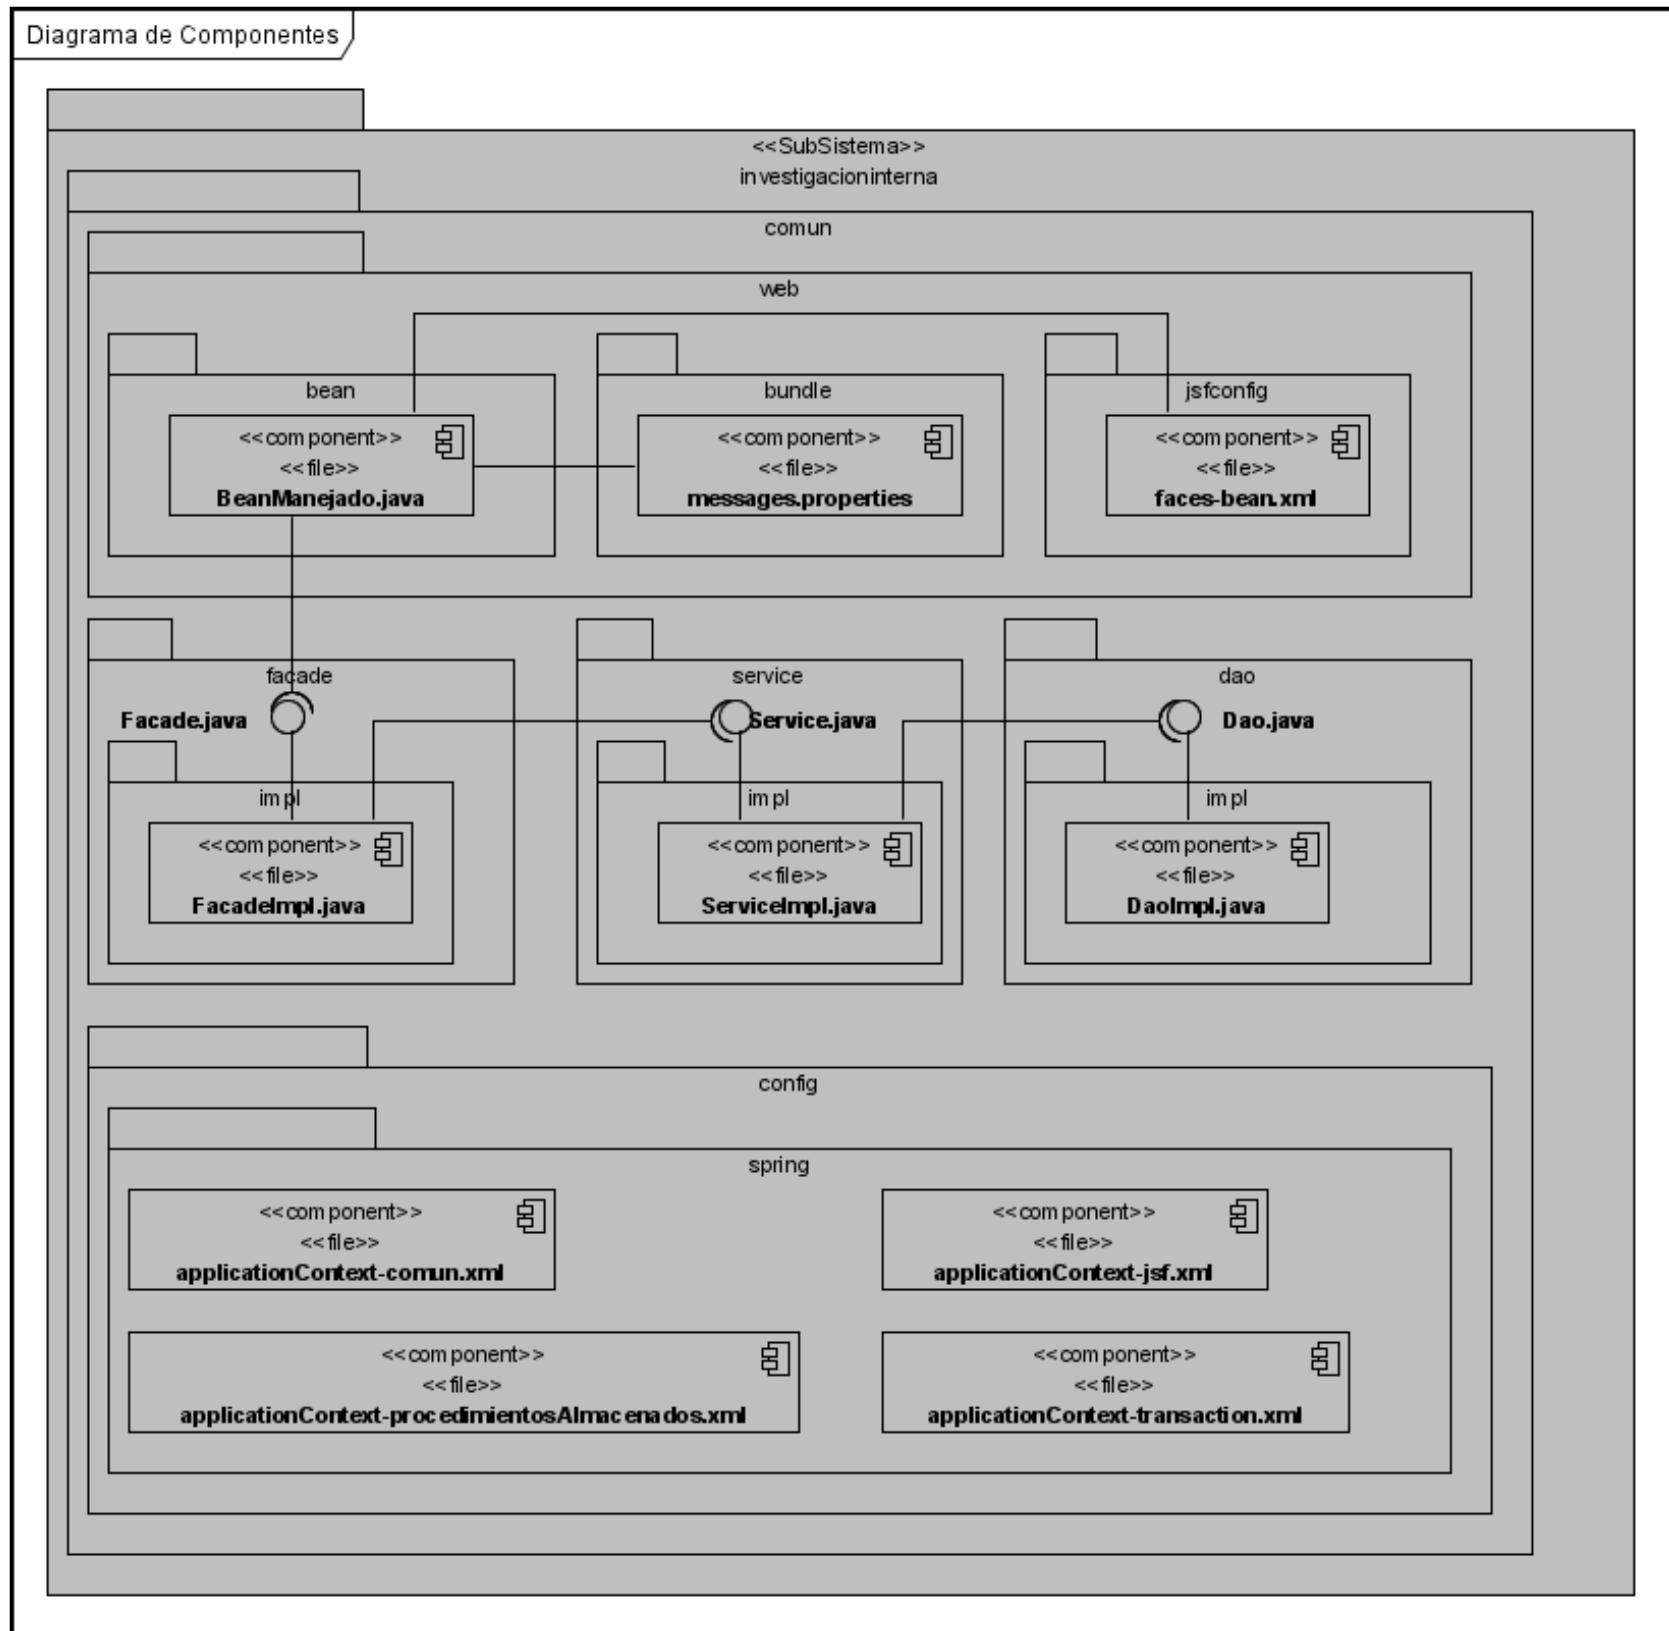 Diagrama de Componentes
<<SubSistema>>
investigacioninterna
comun
web
bean
bundle
jsfconfig
<<component>>
<<file>>
BeanManejado.java
<<component>>
<<file>>
messages.properties
<<component>>
<<file>>
faces-bean.xml
facade
service
dao
Facade.java
Service.java
Dao.java
impl
impl
impl
<<component>>
<<file>>
FacadeImpl.java
<<component>>
<<file>>
ServiceImpl.java
<<component>>
<<file>>
DaoImpl.java
config
spring
<<component>>
<<file>>
applicationContext-comun.xml
<<component>>
<<file>>
applicationContext-jsf.xml
<<component>>
<<file>>
applicationContext-procedimientosAlmacenados.xml
<<component>>
<<file>>
applicationContext-transaction.xml